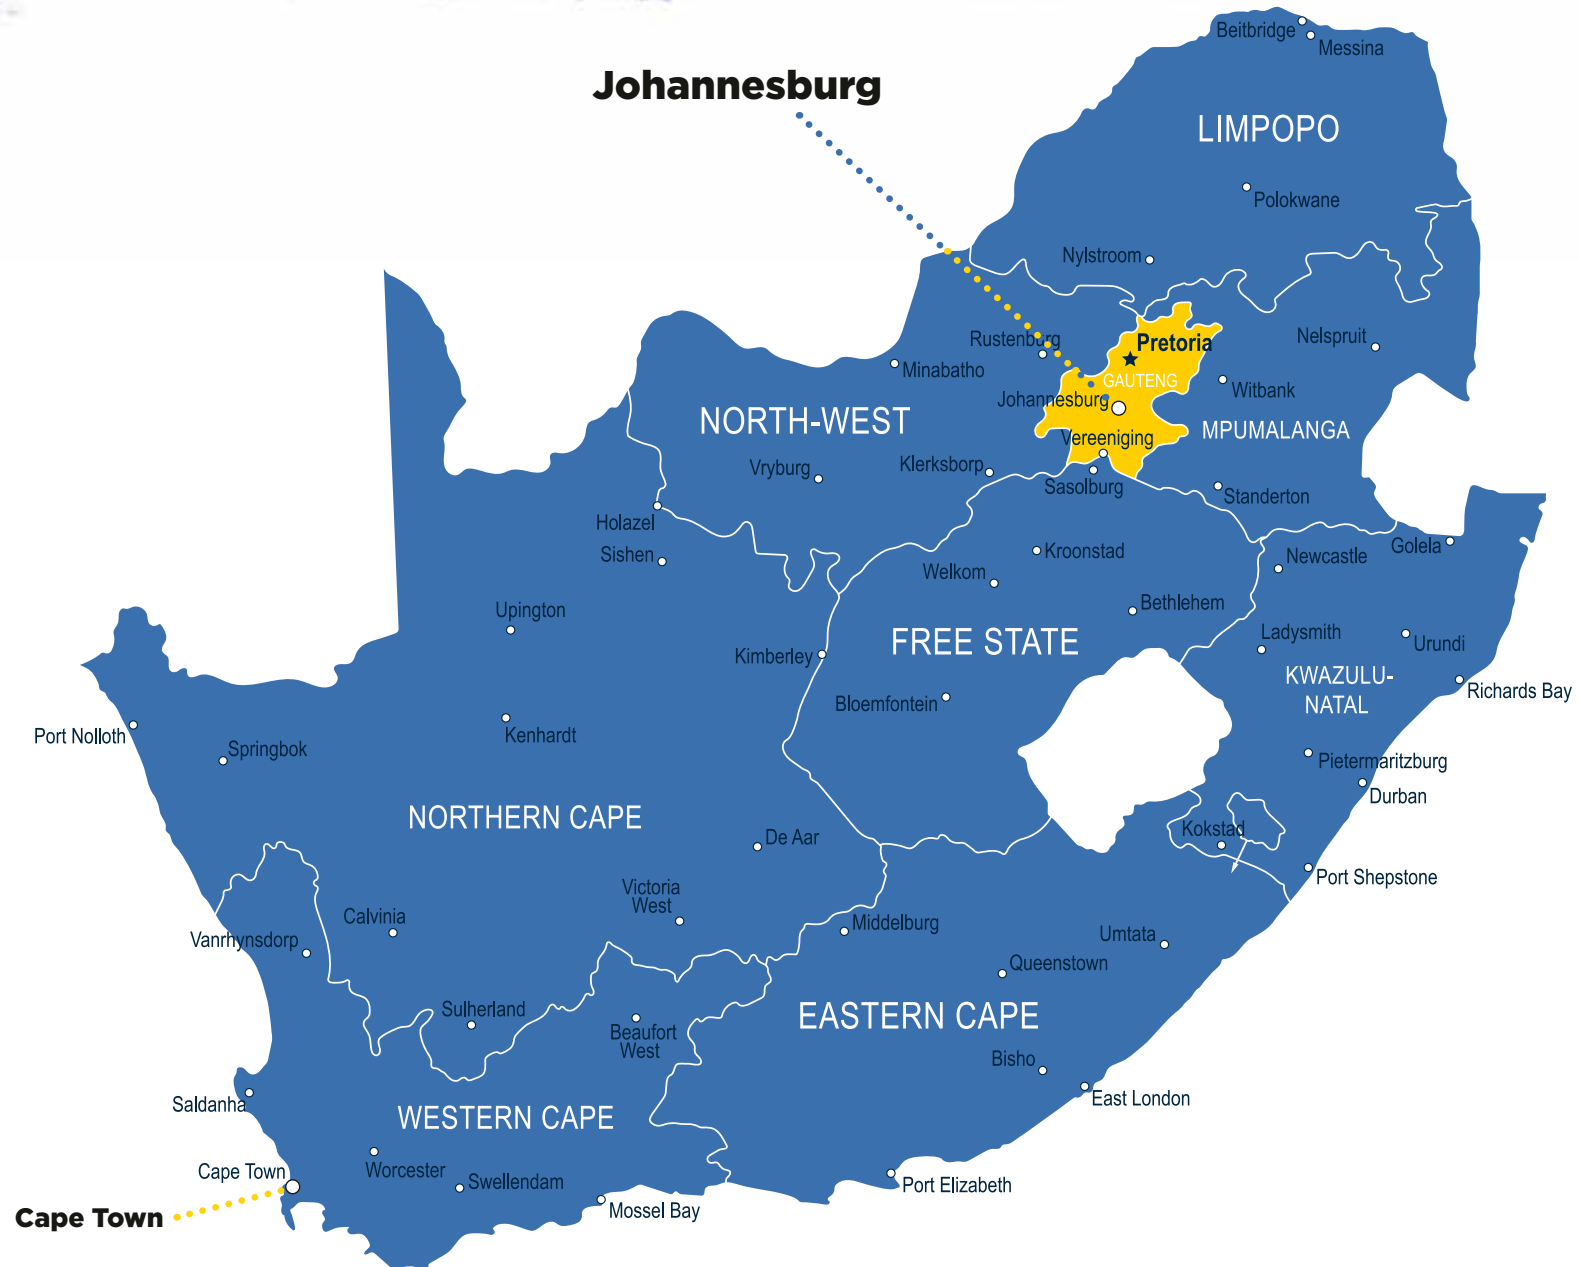 Beitbridge
Messina
Johannesburg
LIMPOPO
Polokwane
Nylstroom
Rustenburg
Pretoria
Nelspruit
Minabatho
GAUTENG
Witbank
Johannesburg
NORTH-WEST
MPUMALANGA
Vereeniging
Vryburg
Klerksborp
Sasolburg
Standerton
Holazel
Sishen
Kroonstad
Newcastle
Golela
Welkom
Upington
Bethlehem
Ladysmith
Urundi
FREE STATE
Kimberley
KWAZULU-
NATAL
Richards Bay
Bloemfontein
Port Nolloth
Springbok
Kenhardt
Pietermaritzburg
Durban
NORTHERN CAPE
De Aar
Kokstad
Port Shepstone
Victoria
West
Calvinia
Middelburg
Vanrhynsdorp
Umtata
Queenstown
Sulherland
EASTERN CAPE
Beaufort
West
Bisho
Saldanha
East London
WESTERN CAPE
Cape Town
Worcester
Swellendam
Port Elizabeth
Mossel Bay
Cape Town